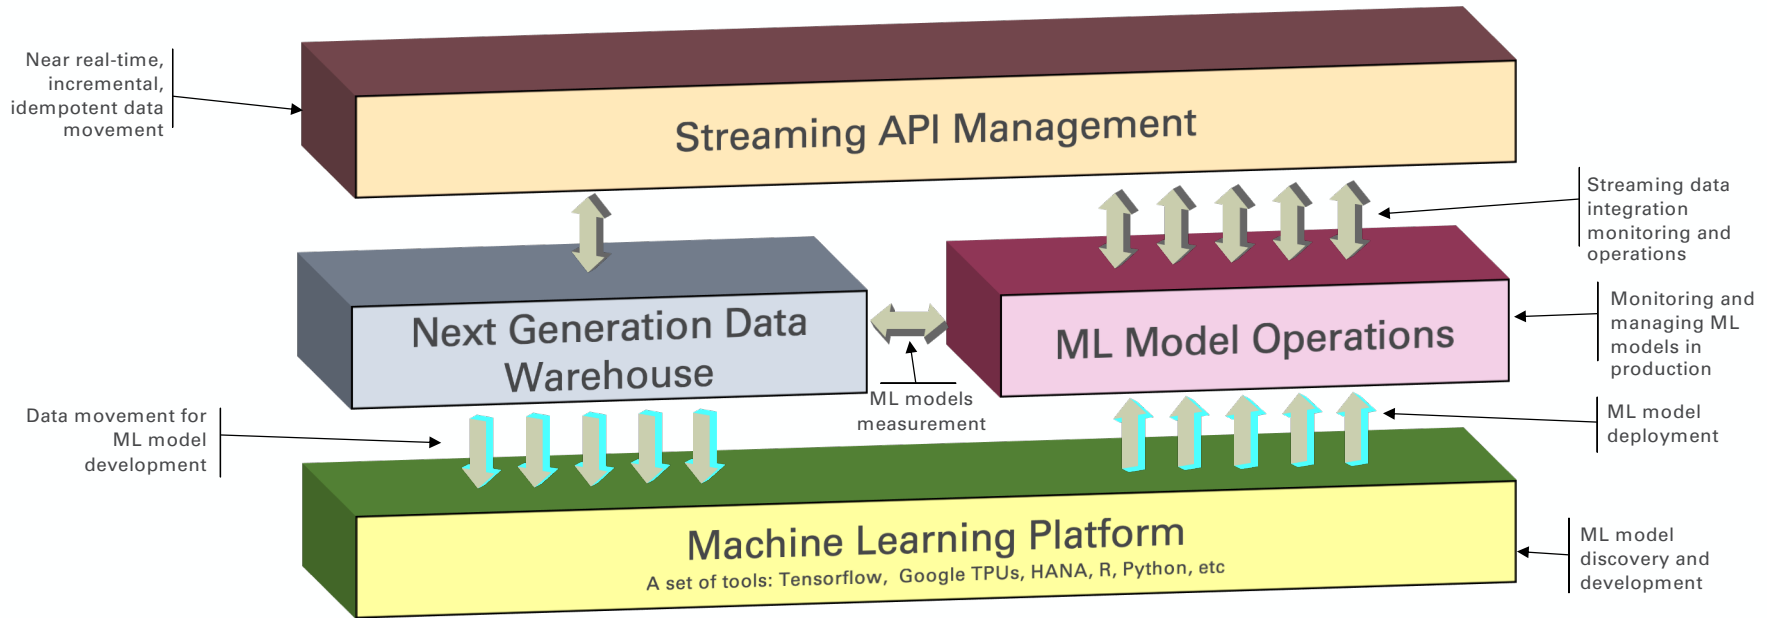 Near real-time,
incremental,
idempotent data
movement
Streaming API Management
Streaming data
integration
monitoring and
operations
Next Generation Data
Warehouse
ML Model Operations
Monitoring and
managing ML
models in
production
ML models
measurement
Data movement for
ML model
development
ML model
deployment
Machine Learning Platform
A set of tools: Tensorflow, Google TPUs, HANA, R, Python, etc
ML model
discovery and
development